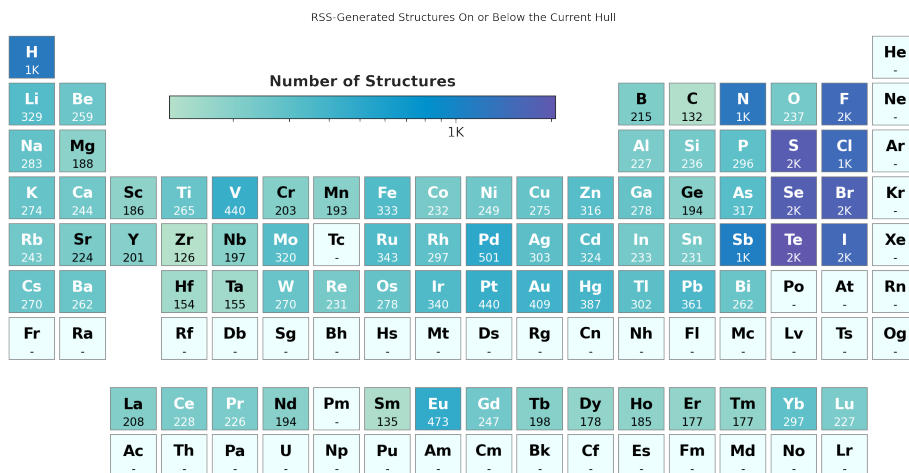 RSS-Generated Structures On or Below the Current Hull
H He
1K -
Number of Structures
Li Be B C N O F Ne
329 259 215 132 1K 237 2K -
1K
Na Mg Al Si P S Cl Ar
283 188 227 236 296 2K 1K -
K Ca Sc Ti V Cr Mn Fe Co Ni Cu Zn Ga Ge As Se Br Kr
274 244 186 265 440 203 193 333 232 249 275 316 278 194 317 2K 2K -
Rb Sr Y Zr Nb Mo Tc Ru Rh Pd Ag Cd In Sn Sb Te I Xe
243 224 201 126 197 320 - 343 297 501 303 324 233 231 1K 2K 2K -
Cs Ba Hf Ta W Re Os Ir Pt Au Hg Tl Pb Bi Po At Rn
270 262 154 155 270 231 278 340 440 409 387 302 361 262 - - -
Fr Ra Rf Db Sg Bh Hs Mt Ds Rg Cn Nh Fl Mc Lv Ts Og
- - - - - - - - - - - - - - - - -
La Ce Pr Nd Pm Sm Eu Gd Tb Dy Ho Er Tm Yb Lu
208 228 226 194 - 135 473 247 198 178 185 177 177 297 227
Ac Th Pa U Np Pu Am Cm Bk Cf Es Fm Md No Lr
- - - - - - - - - - - - - - -